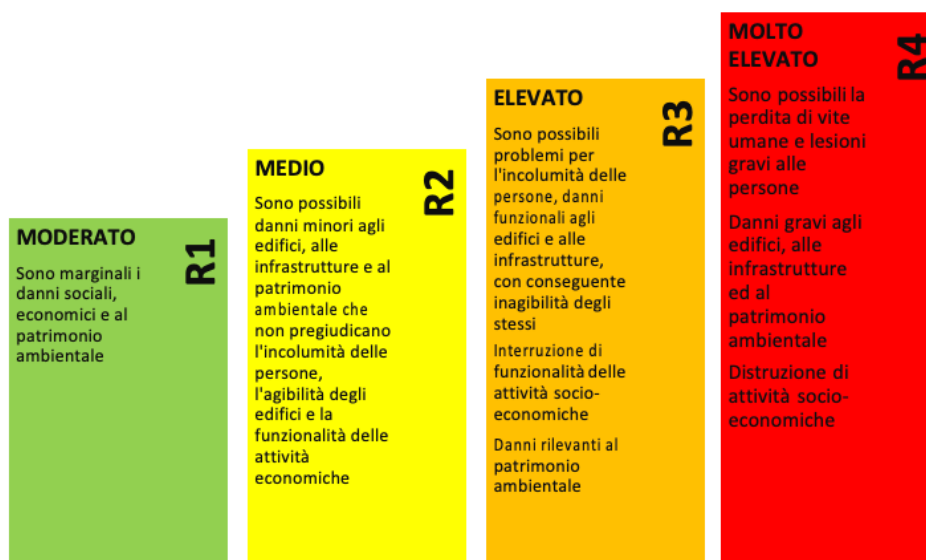 MODERATO
R1
Sono marginali i
danni sociali,
economici e al
patrimonio
ambientale
MEDIO
R2
Sono possibili
danni minori agli
edifici, alle
infrastrutture e al
patrimonio
ambientale che
non pregiudicano
l'incolumità delle
persone,
l'agibilità degli
edifici e la
funzionalità delle
attività
economiche
ELEVATO
R3
Sono possibili
problemi per
l'incolumità delle
persone, danni
funzionali agli
edifici e alle
infrastrutture,
con conseguente
inagibilità degli
stessi
Interruzione di
funzionalità delle
attività socio-
economiche
Danni rilevanti al
patrimonio
ambientale
MOLTO
ELEVATO
R4
Sono possibili la
perdita di vite
umane e lesioni
gravi alle
persone
Danni gravi agli
edifici, alle
infrastrutture
ed al
patrimonio
ambientale
Distruzione di
attività socio-
economiche